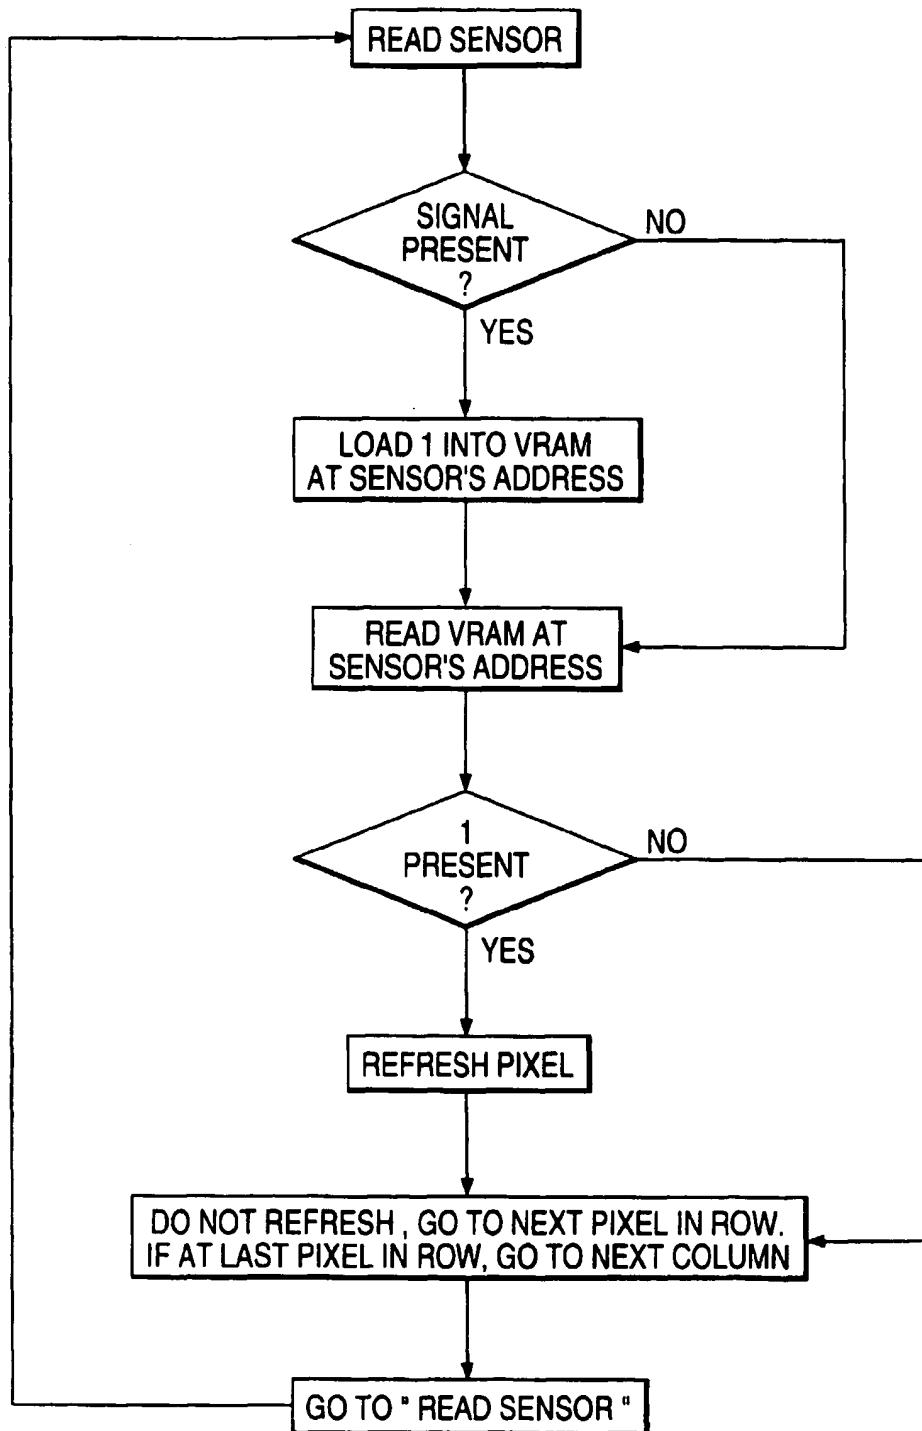 READ SENSOR
SIGNAL
PRESENT
?
NO
YES
LOAD 1 INTO VRAM
AT SENSOR'S ADDRESS
READ VRAM AT
SENSOR'S ADDRESS
1
PRESENT
?
NO
YES
REFRESH PIXEL
DO NOT REFRESH , GO TO NEXT PIXEL IN ROW.
IF AT LAST PIXEL IN ROW, GO TO NEXT COLUMN
GO TO " READ SENSOR "